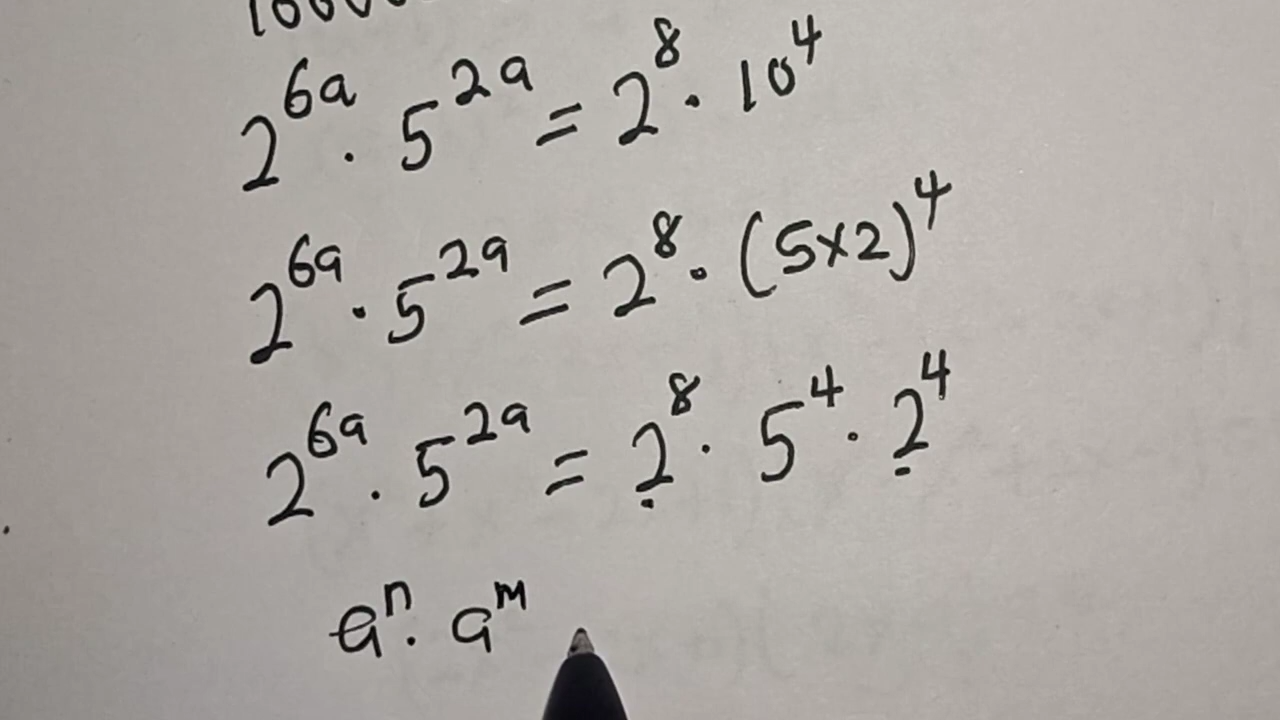 2^{6a} · 5^{2a} = 2^8 · 10^4
2^{6a} · 5^{2a} = 2^8 · (5×2)^4
2^{6a} · 5^{2a} = 2^8 · 5^4 · 2^4
a^n · a^m